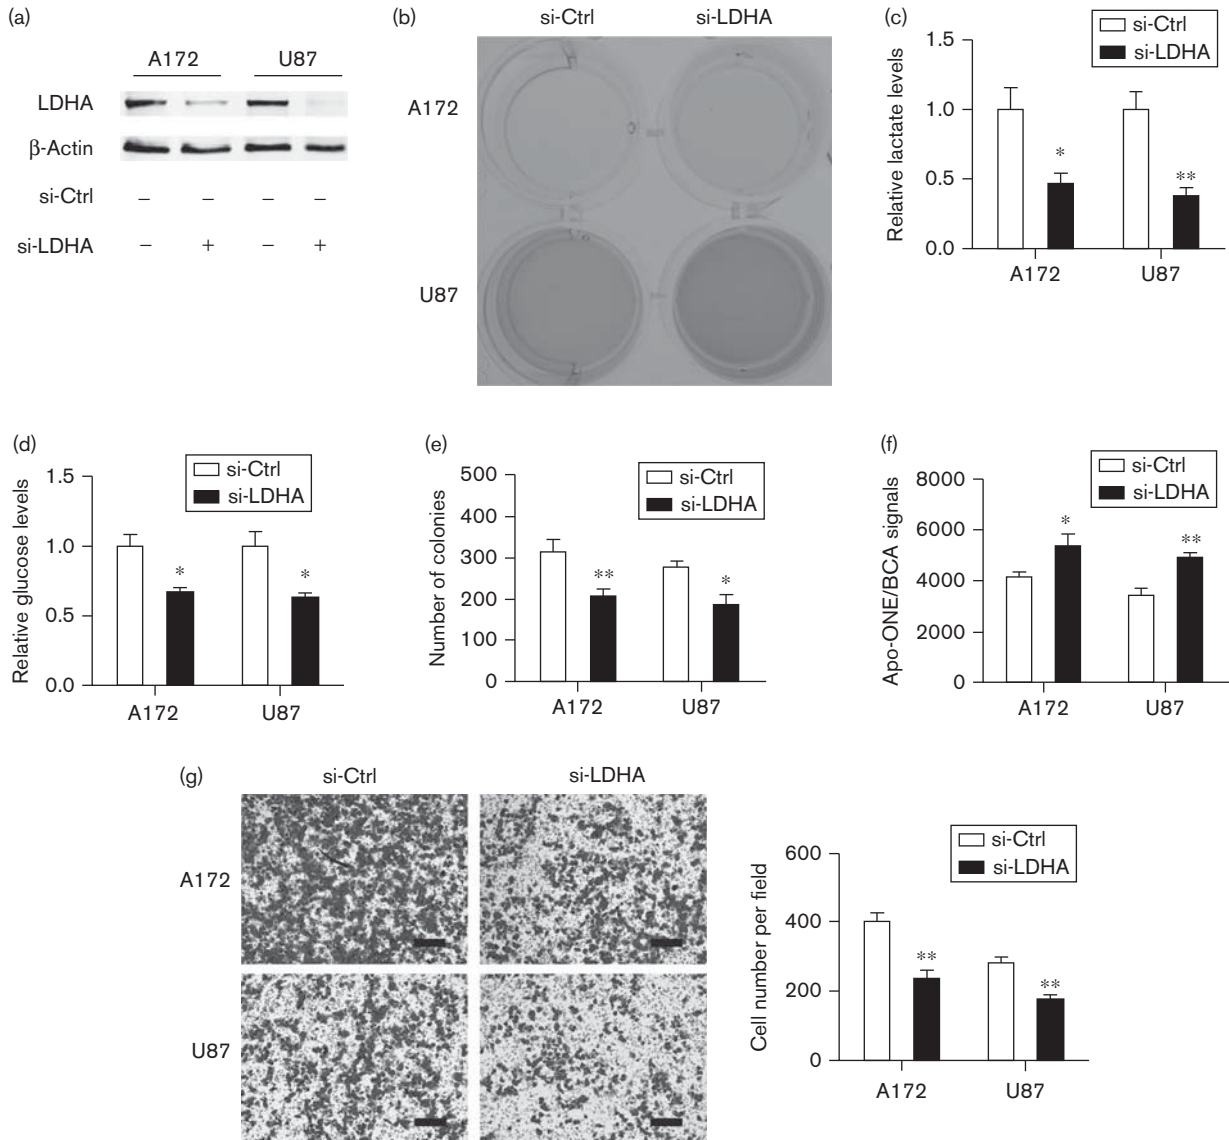 (a)
A172 U87
LDHA
β-Actin
si-Ctrl – – – –
si-LDHA – + – +
(b)
si-Ctrl si-LDHA
A172
U87
(c)
si-Ctrl
si-LDHA
Relative lactate levels
1.5
1.0
0.5
0.0
*
**
A172 U87
(d)
si-Ctrl
si-LDHA
Relative glucose levels
1.5
1.0
0.5
0.0
*
*
A172 U87
(e)
si-Ctrl
si-LDHA
Number of colonies
500
400
300
200
100
0
**
*
A172 U87
(f)
si-Ctrl
si-LDHA
Apo-ONE/BCA signals
8000
6000
4000
2000
0
*
**
A172 U87
(g)
si-Ctrl si-LDHA
A172
U87
si-Ctrl
si-LDHA
Cell number per field
600
400
200
0
**
**
A172 U87